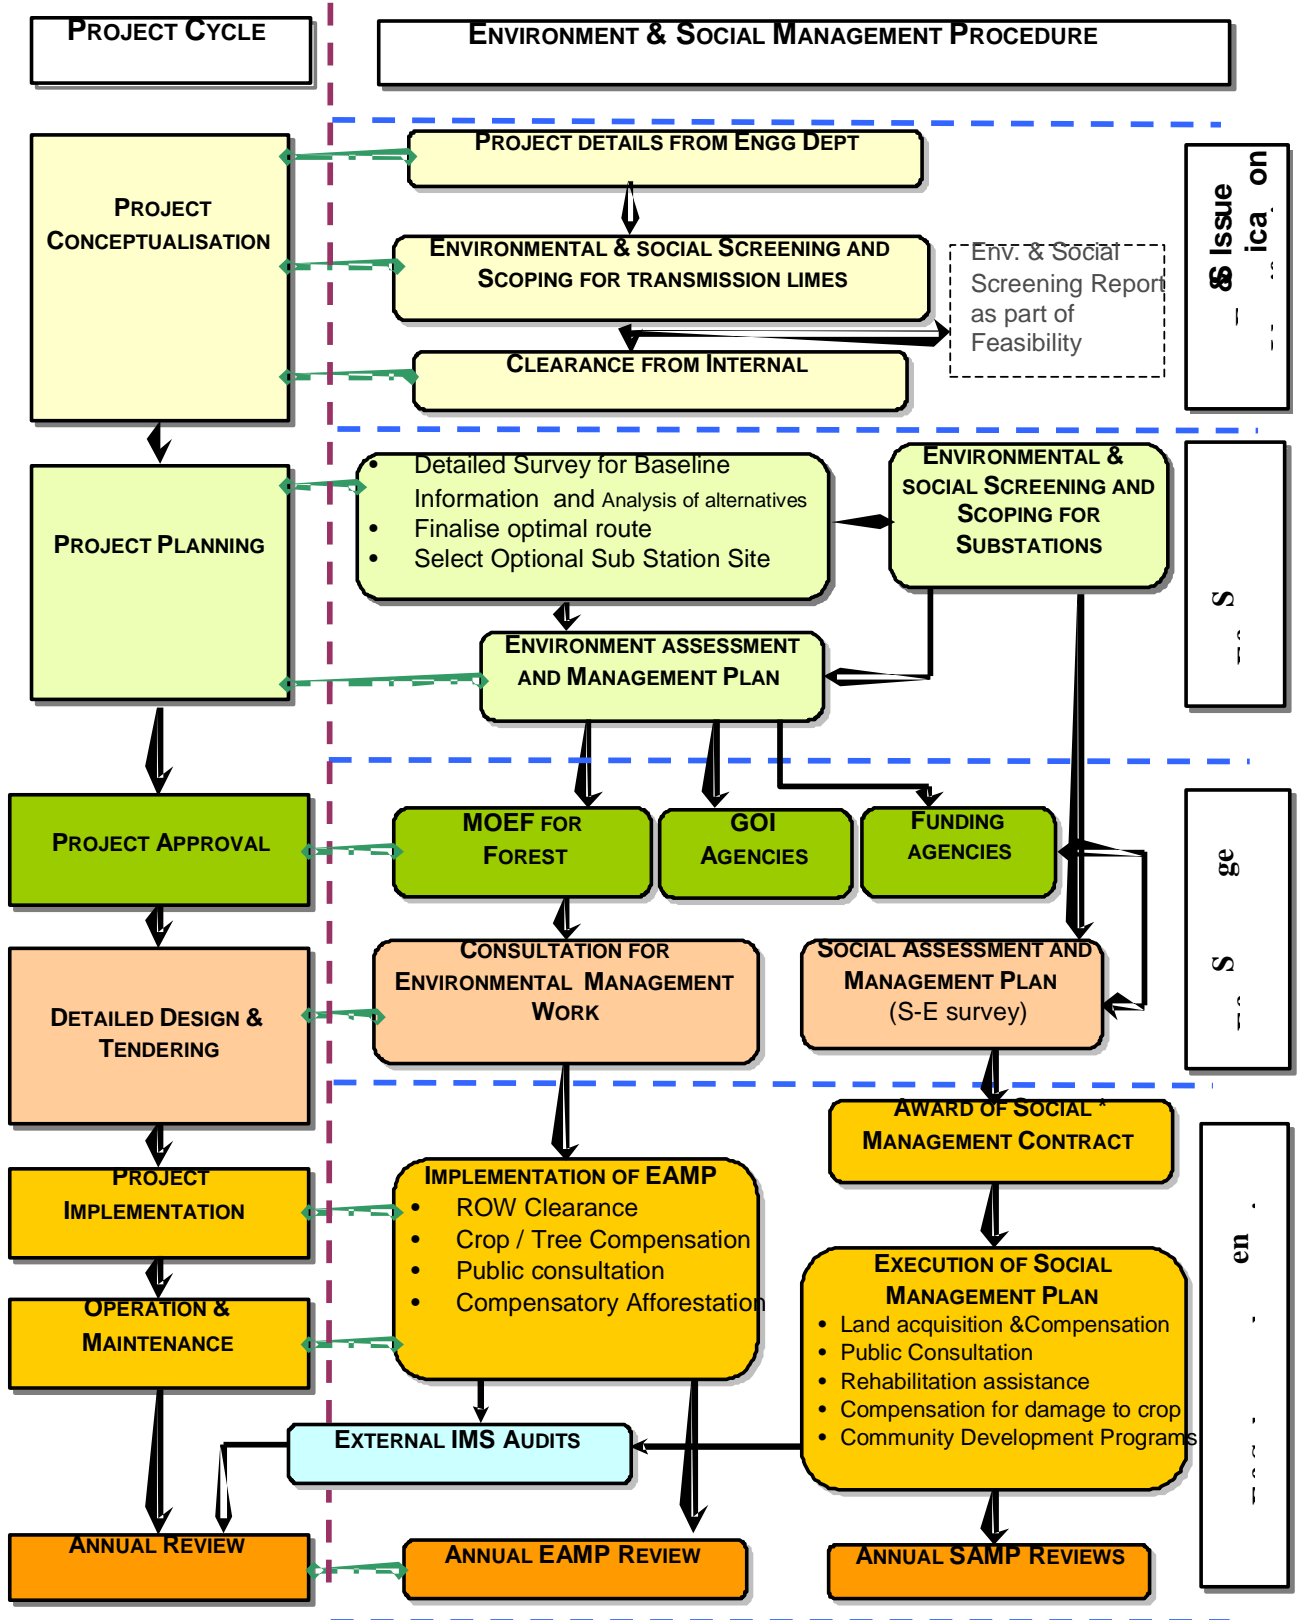 PROJECT CYCLE
ENVIRONMENT & SOCIAL MANAGEMENT PROCEDURE
PROJECT
CONCEPTUALISATION
PROJECT DETAILS FROM ENGG DEPT
ENVIRONMENTAL & SOCIAL SCREENING AND
SCOPING FOR TRANSMISSION LIMES
Env. & Social
Screening Report
as part of
Feasibility
CLEARANCE FROM INTERNAL
Issue
PROJECT PLANNING
• Detailed Survey for Baseline
Information and Analysis of alternatives
• Finalise optimal route
• Select Optional Sub Station Site
ENVIRONMENTAL &
SOCIAL SCREENING AND
SCOPING FOR
SUBSTATIONS
ENVIRONMENT ASSESSMENT
AND MANAGEMENT PLAN
S
PROJECT APPROVAL
MOEF FOR
FOREST
GOI
AGENCIES
FUNDING
AGENCIES
S ge
DETAILED DESIGN &
TENDERING
CONSULTATION FOR
ENVIRONMENTAL MANAGEMENT
WORK
SOCIAL ASSESSMENT AND
MANAGEMENT PLAN
(S-E survey)
AWARD OF SOCIAL *
MANAGEMENT CONTRACT
PROJECT
IMPLEMENTATION
IMPLEMENTATION OF EAMP
• ROW Clearance
• Crop / Tree Compensation
• Public consultation
• Compensatory Afforestation
OPERATION &
MAINTENANCE
EXECUTION OF SOCIAL
MANAGEMENT PLAN
• Land acquisition &Compensation
• Public Consultation
• Rehabilitation assistance
• Compensation for damage to crop
• Community Development Programs
en
EXTERNAL IMS AUDITS
ANNUAL REVIEW
ANNUAL EAMP REVIEW
ANNUAL SAMP REVIEWS